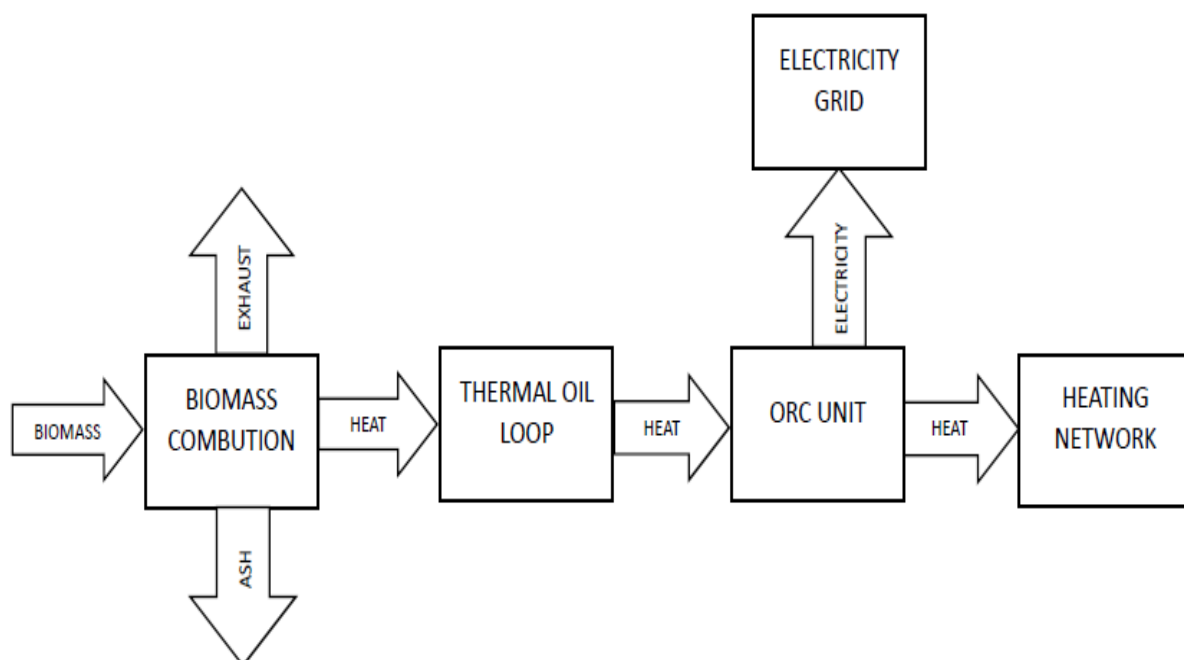 ELECTRICITY
GRID
EXHAUST
ELECTRICITY
BIOMASS
BIOMASS
COMBUTION
HEAT
THERMAL OIL
LOOP
HEAT
ORC UNIT
HEAT
HEATING
NETWORK
ASH